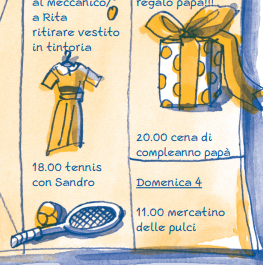 al meccanico/
a Rita
ritirare vestito
in tintoria
18.00 tennis
con Sandro
regalo papà!!!
20.00 cena di
compleanno papà
Domenica 4
11.00 mercatino
delle pulci